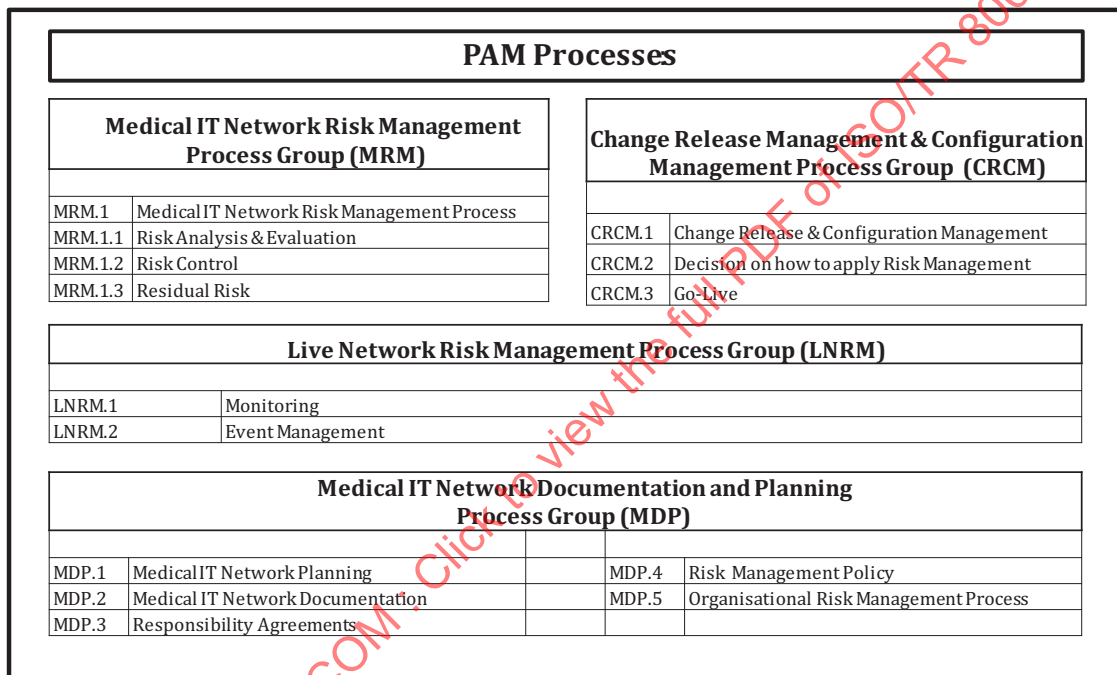 PAM Processes
Medical IT Network Risk Management
Process Group (MRM)
MRM.1 Medical IT Network Risk Management Process
MRM.1.1 Risk Analysis & Evaluation
MRM.1.2 Risk Control
MRM.1.3 Residual Risk
Change Release Management & Configuration
Management Process Group (CRCM)
CRCM.1 Change Release & Configuration Management
CRCM.2 Decision on how to apply Risk Management
CRCM.3 Go-Live
Live Network Risk Management Process Group (LNRM)
LNRM.1 Monitoring
LNRM.2 Event Management
Medical IT Network Documentation and Planning
Process Group (MDP)
MDP.1 Medical IT Network Planning
MDP.2 Medical IT Network Documentation
MDP.3 Responsibility Agreements
MDP.4 Risk Management Policy
MDP.5 Organisational Risk Management Process
COM : Click to view the full PDF of ISO/TR